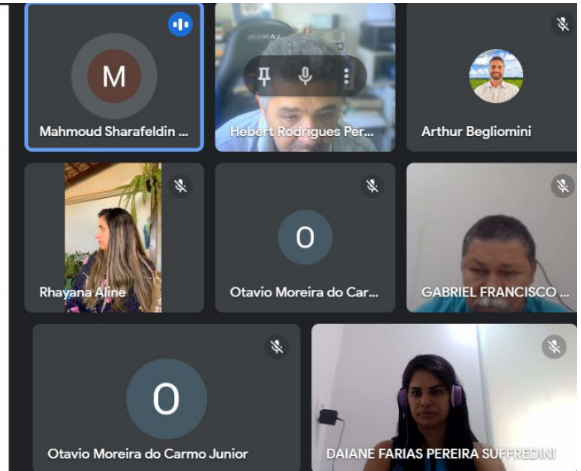 M
Mahmoud Sharafeldin ...
Hebert Rodrigues Per...
Arthur Begliomini
Rhayana Aline
O
Otavio Moreira do Car...
GABRIEL FRANCISCO ...
O
Otavio Moreira do Carmo Junior
DAIANE FARIAS PEREIRA SUFFREDINI